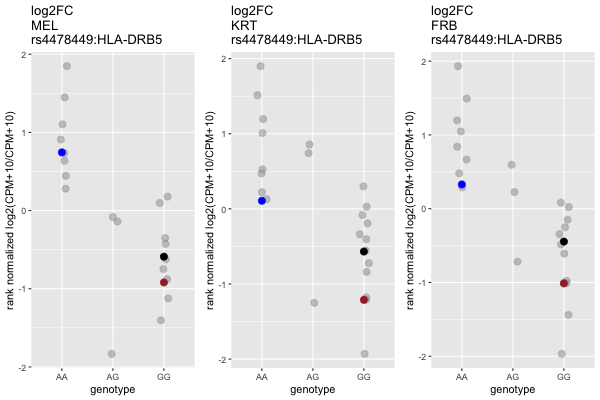 log2FC
MEL
rs4478449:HLA-DRB5
rank normalized log2(CPM+10/CPM+10)
2
1
0
-1
-2
AA
AG
GG
genotype
log2FC
KRT
rs4478449:HLA-DRB5
rank normalized log2(CPM+10/CPM+10)
2
1
0
-1
-2
AA
AG
GG
genotype
log2FC
FRB
rs4478449:HLA-DRB5
rank normalized log2(CPM+10/CPM+10)
2
1
0
-1
-2
AA
AG
GG
genotype